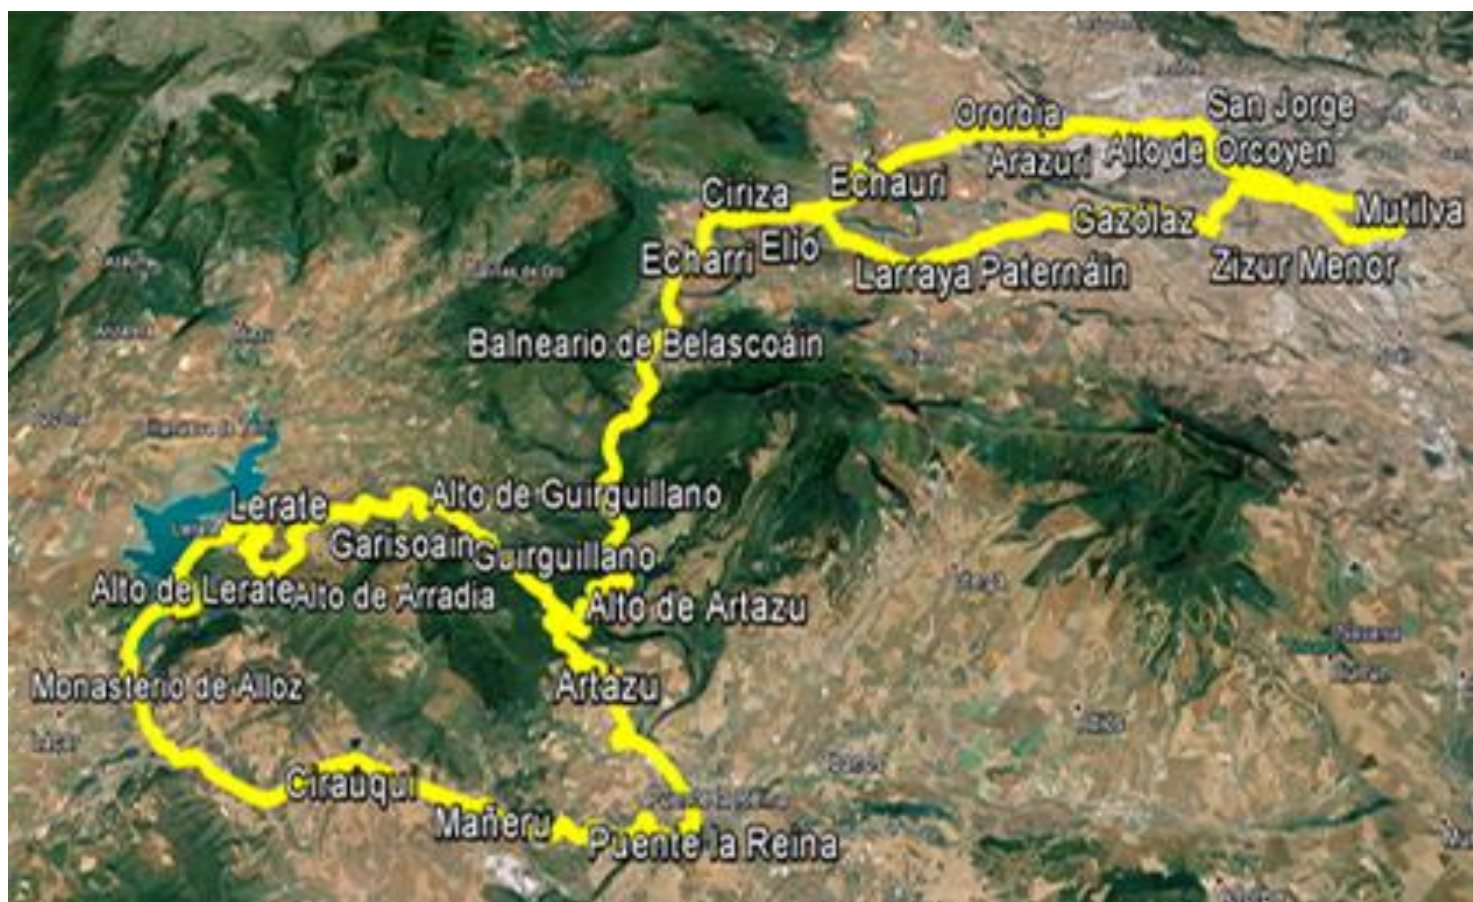 San Jorge
Ororbia
Arazuri
Alto de Orcoyen
Echauri
Ciriza
Mutilva
Gazólaz
Elío
Echarri
Larraya
Paternáin
Zizur Menor
Balneario de Belascoáin
Lerate
Alto de Guirguillano
Garisoain
Guirguillano
Alto de Lerate
Alto de Arradia
Alto de Artazu
Monasterio de Alloz
Artazu
Cirauqui
Mañeru
Puente la Reina